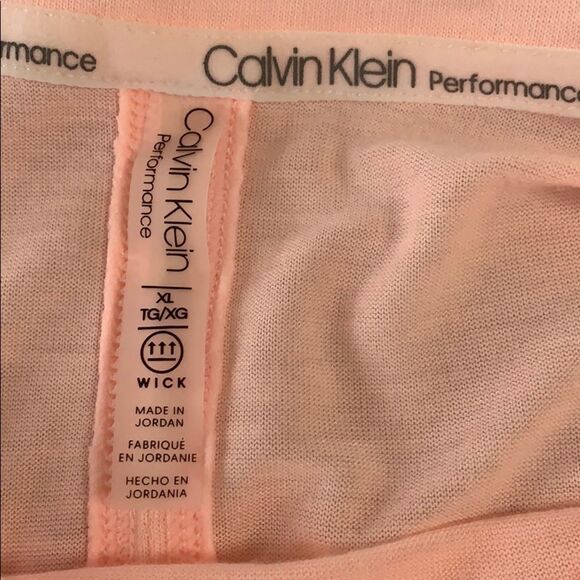 rmance Calvin Klein Performance
Calvin Klein
Performance
XL
TG/XG
WICK
MADE IN
JORDAN
FABRIQUÉ
EN JORDANIE
HECHO EN
JORDANIA